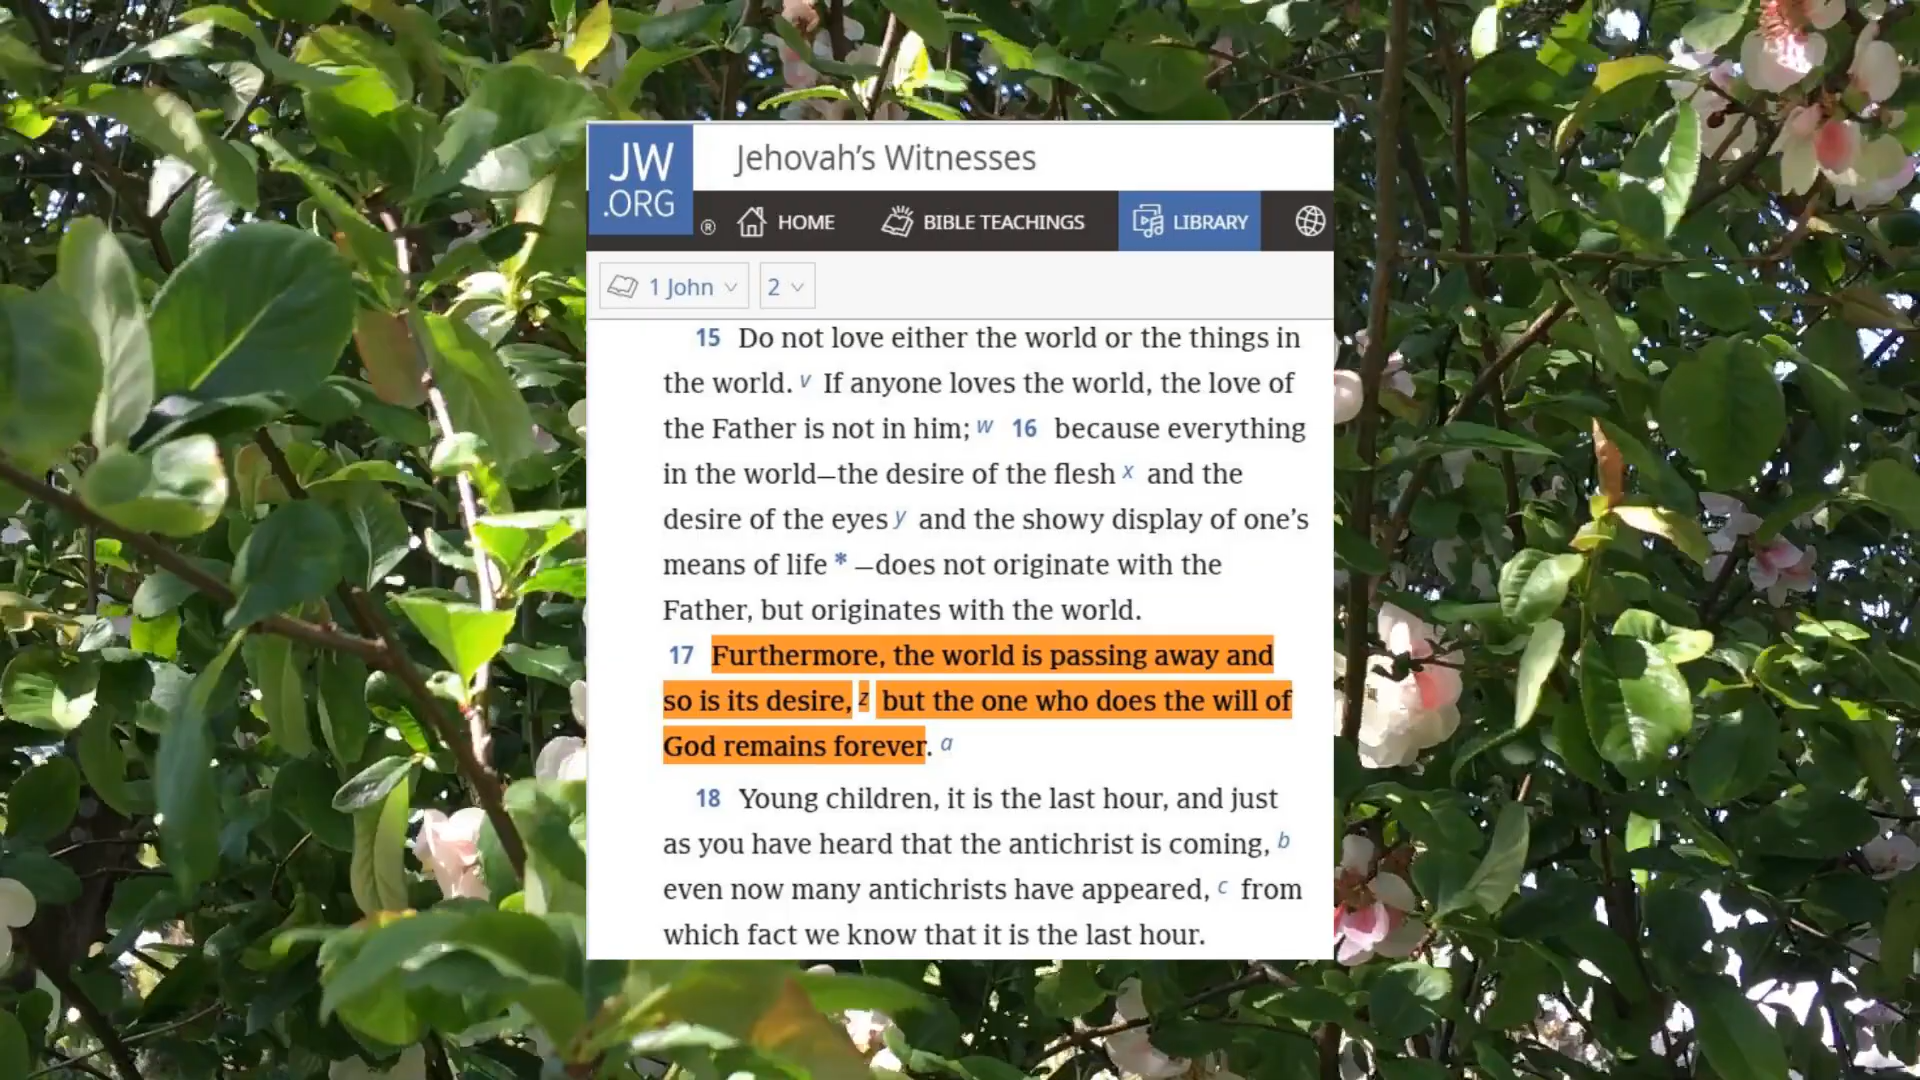 JW
.ORG
®
Jehovah’s Witnesses
HOME
BIBLE TEACHINGS
LIBRARY
1 John
2
15 Do not love either the world or the things in
the world. v If anyone loves the world, the love of
the Father is not in him; w 16 because everything
in the world—the desire of the flesh x and the
desire of the eyes y and the showy display of one’s
means of life * —does not originate with the
Father, but originates with the world.
17 Furthermore, the world is passing away and
so is its desire, z but the one who does the will of
God remains forever. a
18 Young children, it is the last hour, and just
as you have heard that the antichrist is coming, b
even now many antichrists have appeared, c from
which fact we know that it is the last hour.